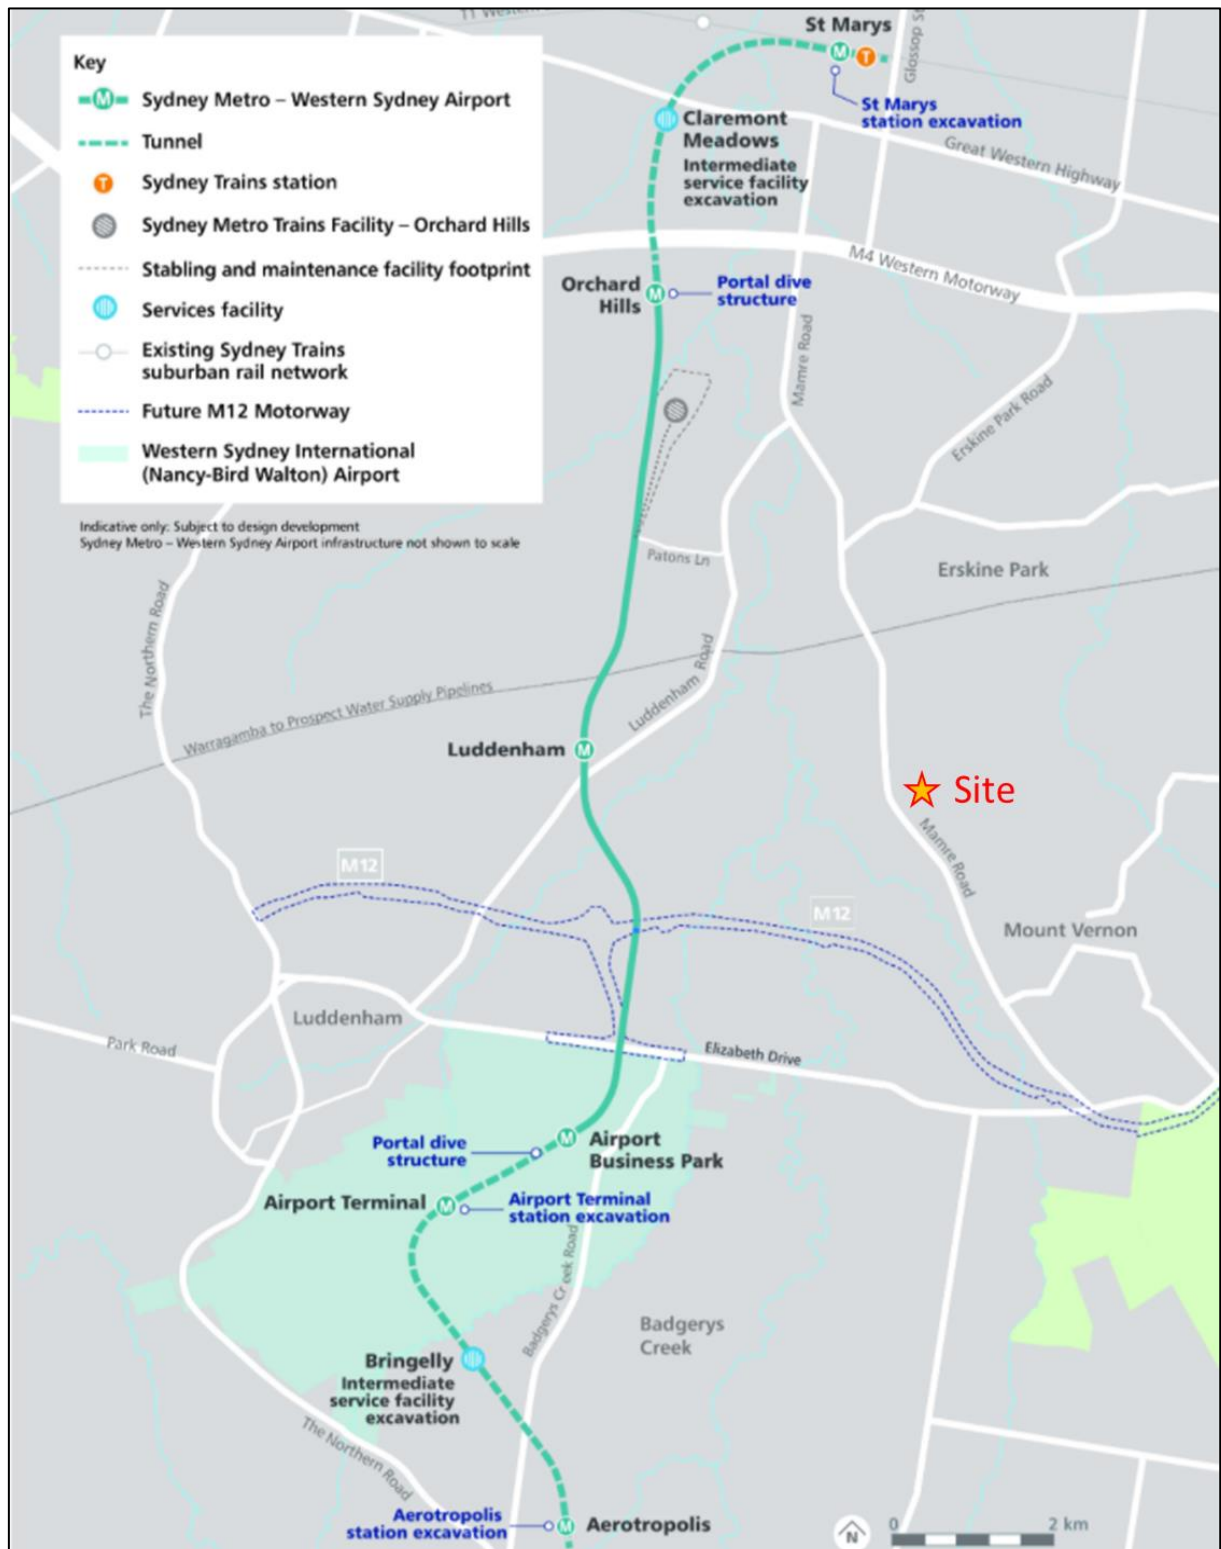 T1 Western
St Marys
Glossop St
Key
Sydney Metro – Western Sydney Airport
Tunnel
Sydney Trains station
Sydney Metro Trains Facility – Orchard Hills
Stabling and maintenance facility footprint
Services facility
Existing Sydney Trains
suburban rail network
Future M12 Motorway
Western Sydney International
(Nancy-Bird Walton) Airport
Indicative only: Subject to design development
Sydney Metro – Western Sydney Airport infrastructure not shown to scale
M
T
St Marys
station excavation
Claremont
Meadows
Intermediate
service facility
excavation
Great Western Highway
M4 Western Motorway
Orchard
Hills
M
Portal dive
structure
Mamre Road
Erskine Park Road
Patons Ln
Erskine Park
The Northern Road
Warragamba to Prospect Water Supply Pipelines
Luddenham Road
Luddenham
M
Site
Mamre Road
M12
M12
Mount Vernon
Luddenham
Park Road
Elizabeth Drive
Portal dive
structure
M
Airport
Business Park
Airport Terminal
M
Airport Terminal
station excavation
Badgerys Creek Road
Badgerys
Creek
Bringelly
Intermediate
service facility
excavation
The Northern Road
Aerotropolis
station excavation
M
Aerotropolis
N
0
2 km